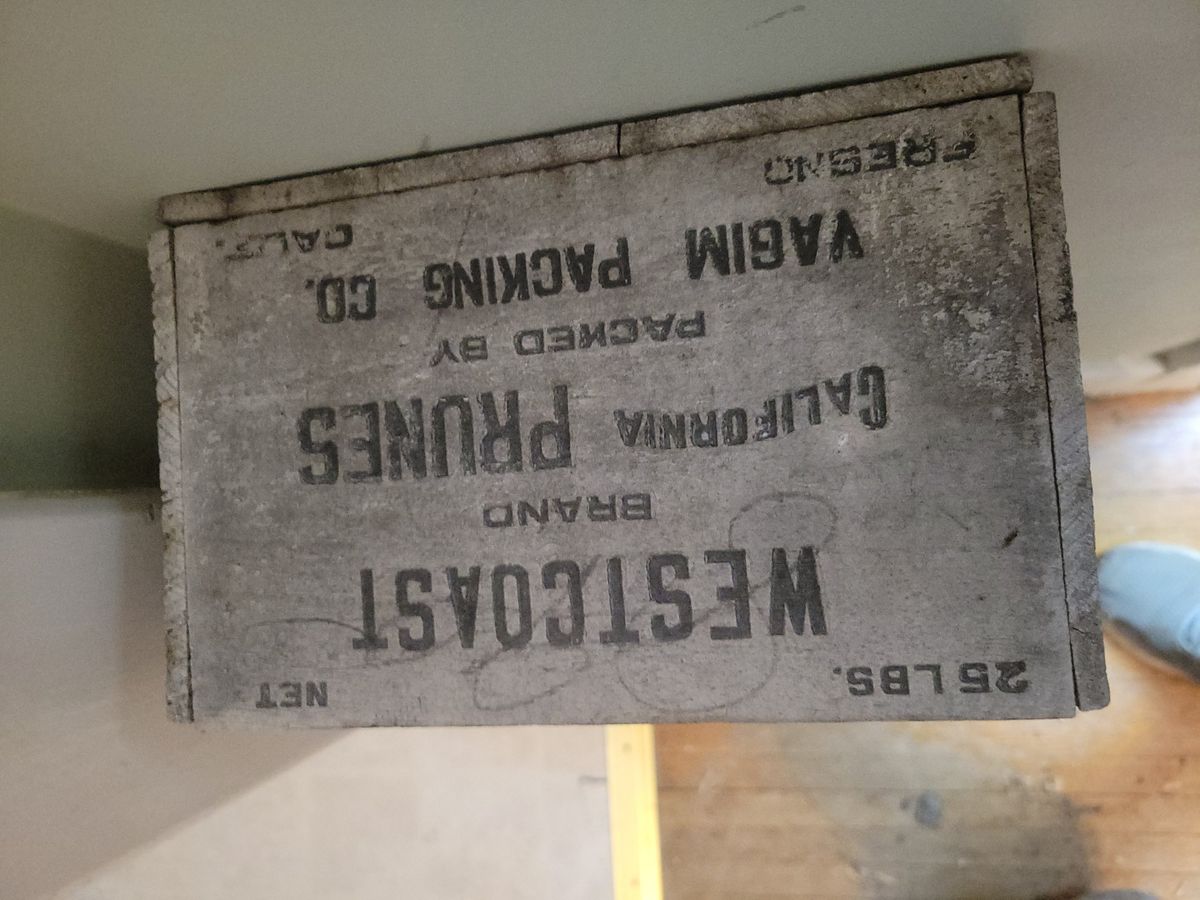 25 LBS. NET
WESTCOAST
BRAND
CALIFORNIA PRUNES
PACKED BY
VAGIM PACKING CO.
FRESNO CALIF.